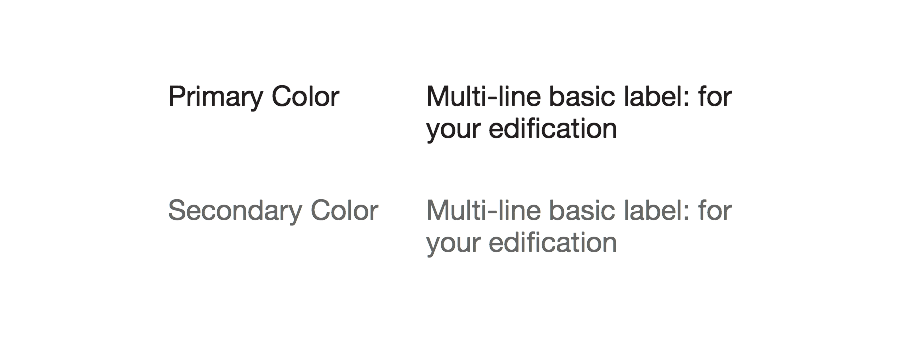 Primary Color
Multi-line basic label: for
your edification
Secondary Color
Multi-line basic label: for
your edification